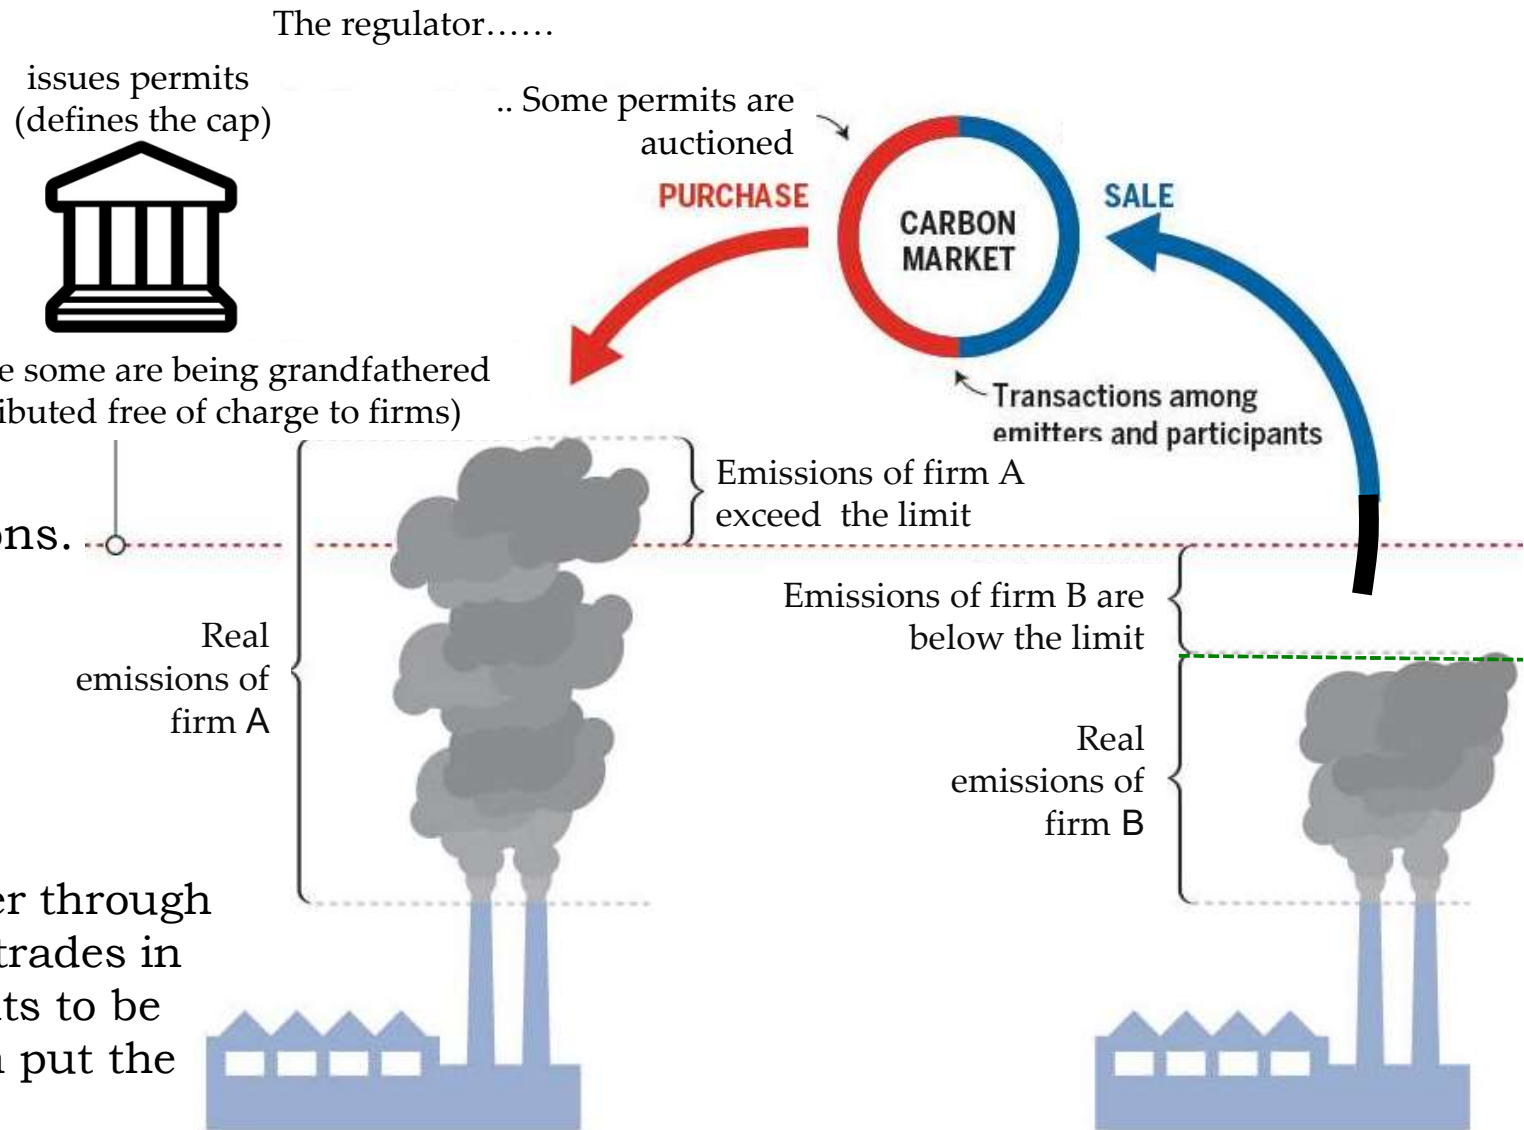 The regulator……
issues permits
(defines the cap)
.. Some permits are
auctioned
PURCHASE
SALE
CARBON
MARKET
e some are being grandfathered
ibuted free of charge to firms)
Transactions among
emitters and participants
Emissions of firm A
exceed the limit
ons.
Emissions of firm B are
below the limit
Real
emissions of
firm A
Real
emissions of
firm B
er through
trades in
ts to be
put the